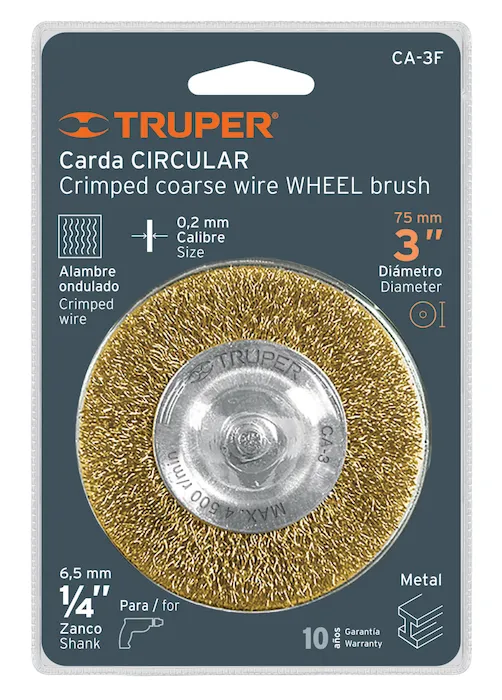 CA-3F
TRUPER®
Carda CIRCULAR
Crimped coarse wire WHEEL brush
0,2 mm
Calibre
Size
75 mm
3"
Diámetro
Diameter
Alambre
ondulado
Crimped
wire
TRUPER
CA-3
MAX. 4 500 r/min
6,5 mm
1/4"
Zanco
Shank
Para / for
Metal
10 años
Garantía
Warranty